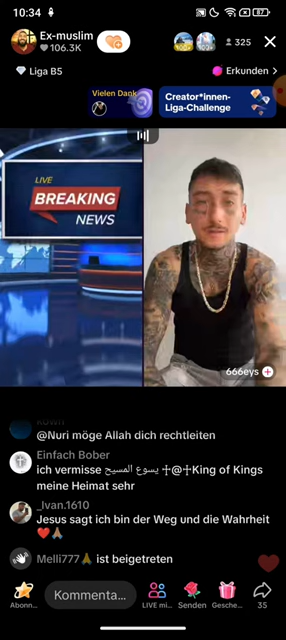 10:34
87
Ex-muslim
106.3K
325
Liga B5
Erkunden >
Vielen Dank
Creator*innen-
Liga-Challenge
LIVE
BREAKING
NEWS
666eys
@Nuri möge Allah dich rechtleiten
Einfach Bober
ich vermisse يسوع المسيح ♱@♱King of Kings
meine Heimat sehr
_Ivan.1610
Jesus sagt ich bin der Weg und die Wahrheit
❤️🙏
Melli777🙏 ist beigetreten
Kommenta...
Abonn...
LIVE mi...
Senden
Gesche...
35